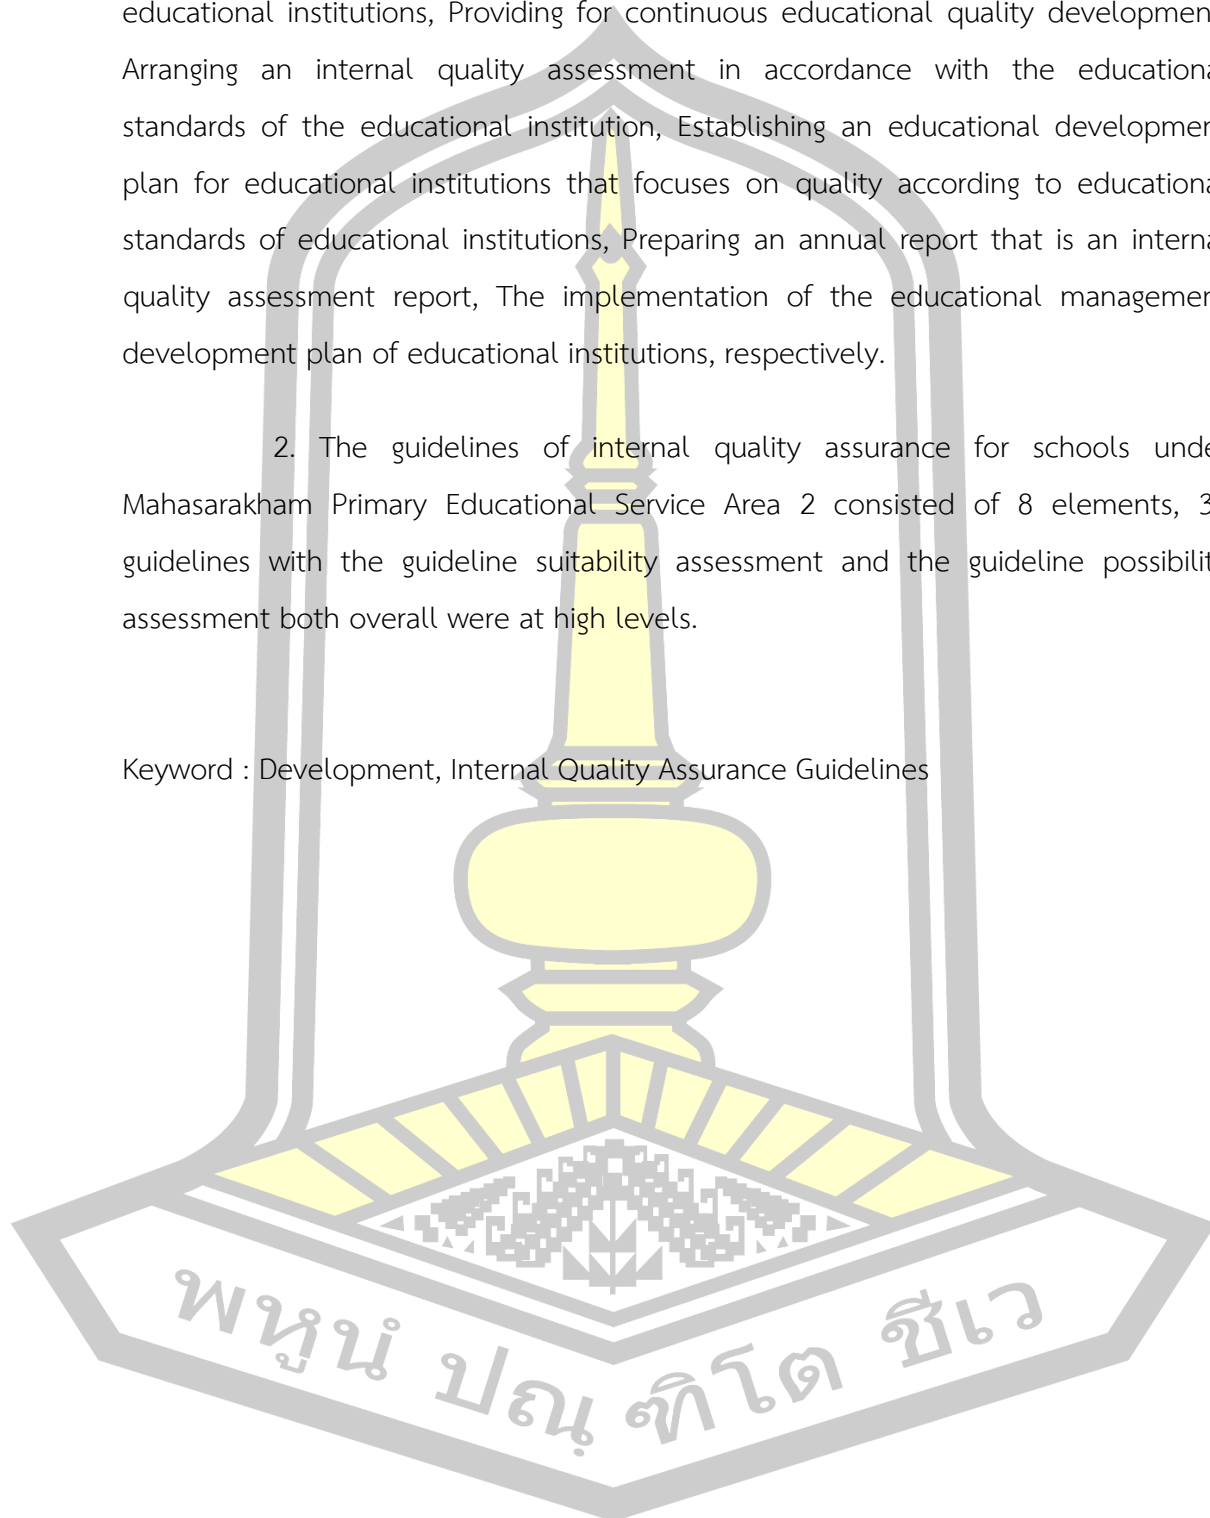 educational institutions, Providing for continuous educational quality developmen
Arranging an internal quality assessment in accordance with the educationa
standards of the educational institution, Establishing an educational developmen
plan for educational institutions that focuses on quality according to educationa
standards of educational institutions, Preparing an annual report that is an interna
quality assessment report, The implementation of the educational managemen
development plan of educational institutions, respectively.
2. The guidelines of internal quality assurance for schools unde
Mahasarakham Primary Educational Service Area 2 consisted of 8 elements, 3
guidelines with the guideline suitability assessment and the guideline possibilit
assessment both overall were at high levels.
Keyword : Development, Internal Quality Assurance Guidelines
พหูนํ ปณฺฑิโต ชีเว